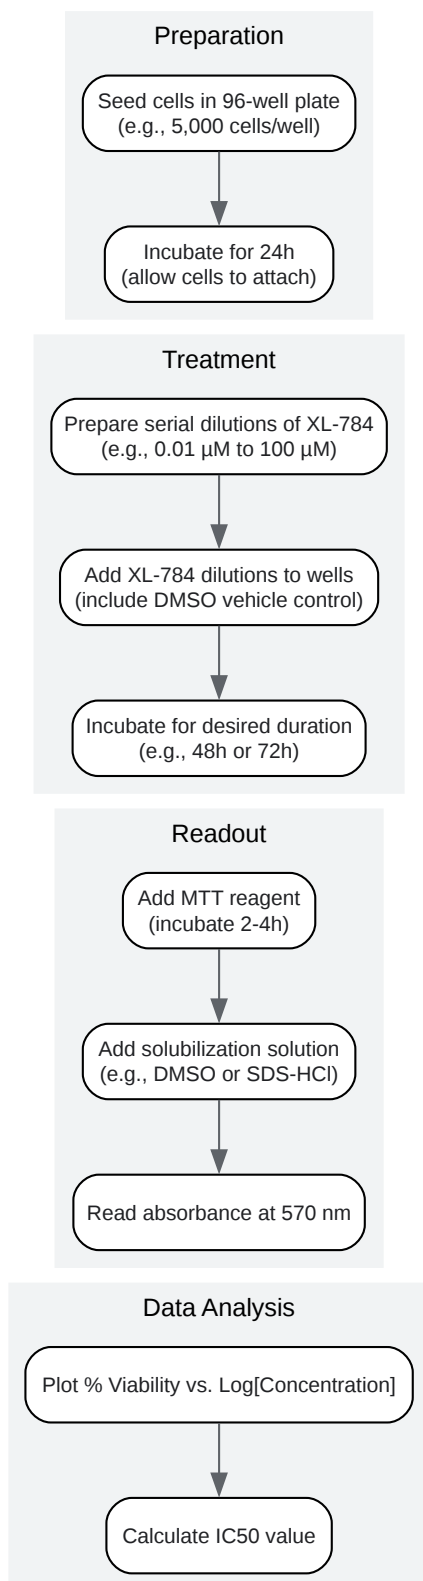 Preparation
Seed cells in 96-well plate
(e.g., 5,000 cells/well)
Incubate for 24h
(allow cells to attach)
Treatment
Prepare serial dilutions of XL-784
(e.g., 0.01 µM to 100 µM)
Add XL-784 dilutions to wells
(include DMSO vehicle control)
Incubate for desired duration
(e.g., 48h or 72h)
Readout
Add MTT reagent
(incubate 2-4h)
Add solubilization solution
(e.g., DMSO or SDS-HCl)
Read absorbance at 570 nm
Data Analysis
Plot % Viability vs. Log[Concentration]
Calculate IC50 value